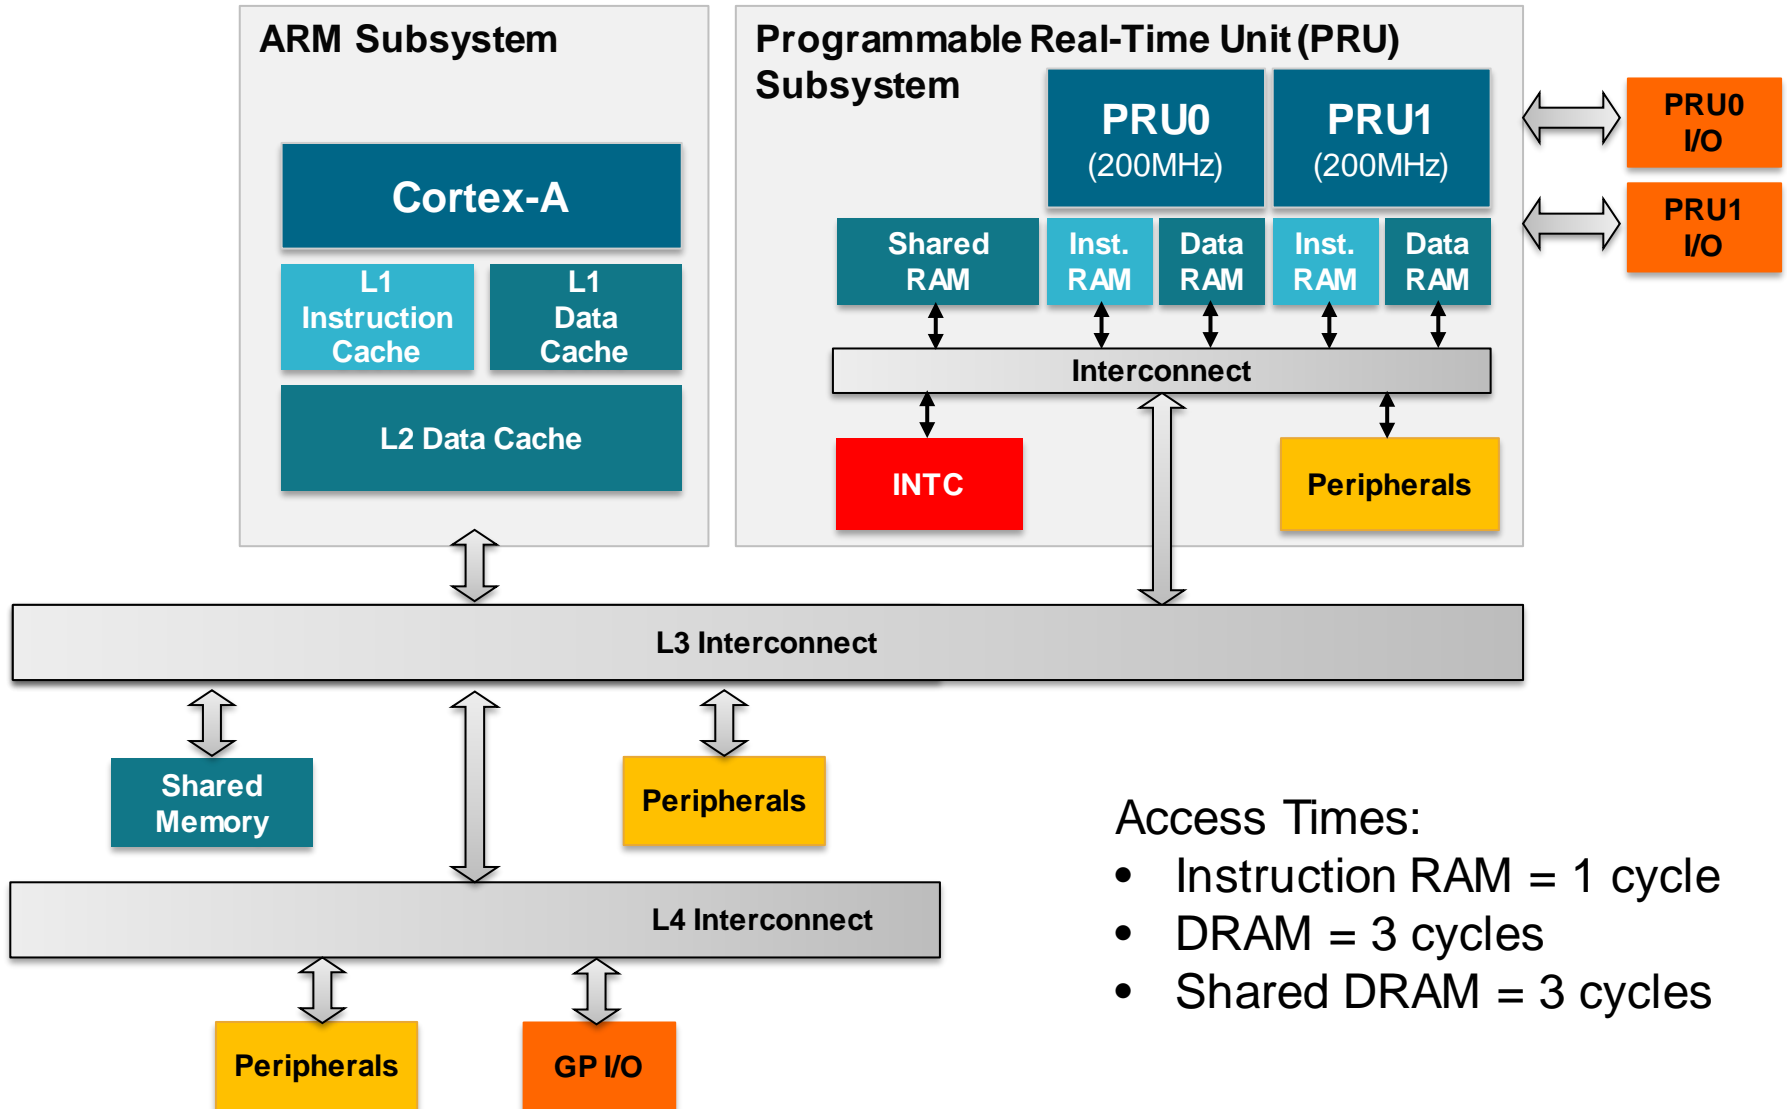 ARM Subsystem
Cortex-A
L1
Instruction
Cache
L1
Data
Cache
L2 Data Cache
Programmable Real-Time Unit (PRU)
Subsystem
PRU0
(200MHz)
PRU1
(200MHz)
Shared
RAM
Inst.
RAM
Data
RAM
Inst.
RAM
Data
RAM
Interconnect
INTC
Peripherals
PRU0
I/O
PRU1
I/O
L3 Interconnect
Shared
Memory
Peripherals
L4 Interconnect
Peripherals
GP I/O
Access Times:
• Instruction RAM = 1 cycle
• DRAM = 3 cycles
• Shared DRAM = 3 cycles